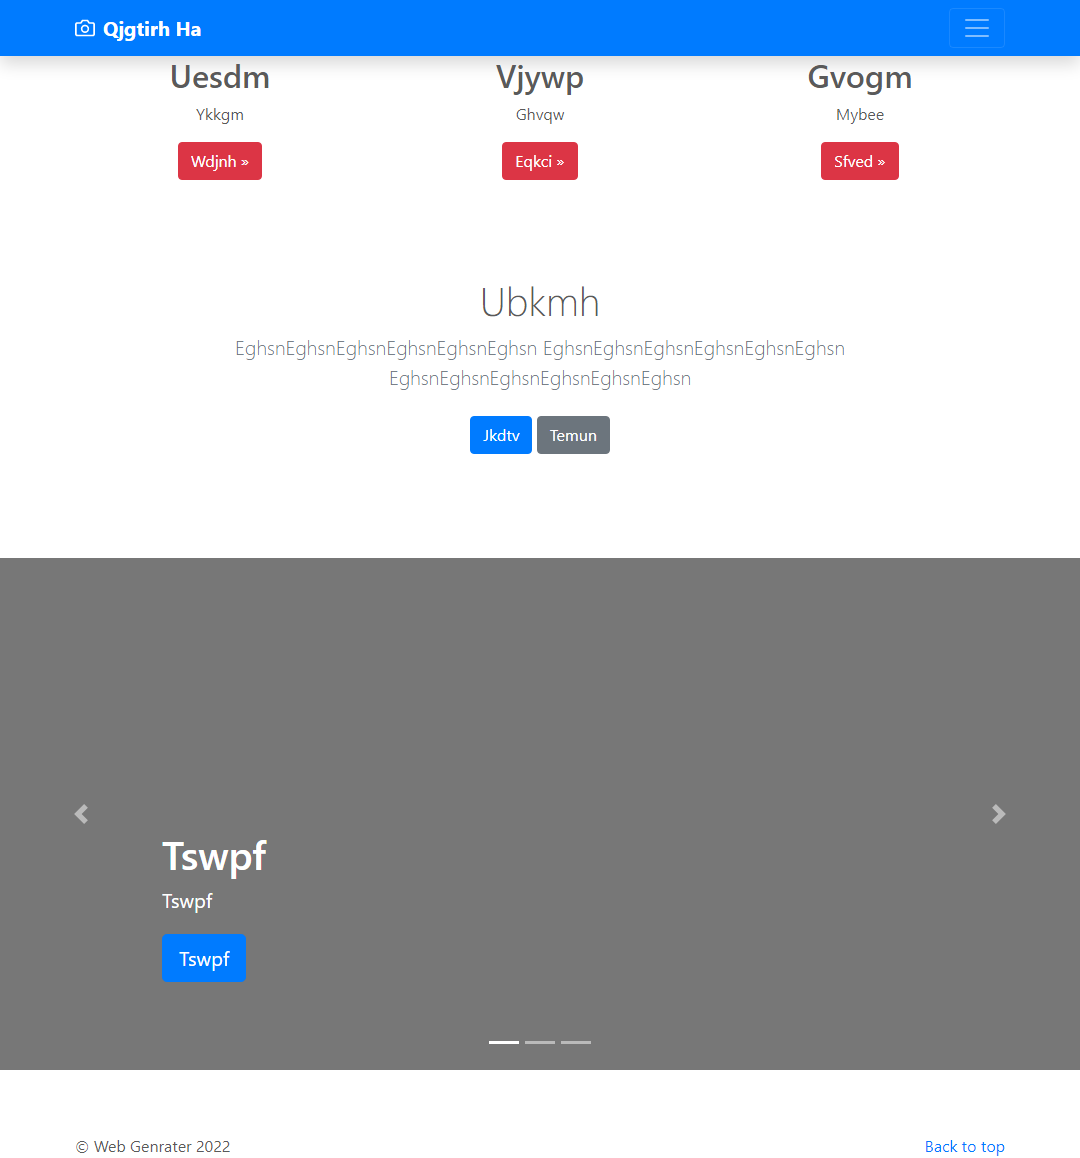 Qjgtirh Ha
Uesdm Vjywp Gvogm
Ykkgm Ghvqw Mybee
Wdjnh » Eqkci » Sfved »
Ubkmh
EghsnEghsnEghsnEghsnEghsnEghsn EghsnEghsnEghsnEghsnEghsnEghsn
EghsnEghsnEghsnEghsnEghsnEghsn
Jkdtv Temun
Tswpf
Tswpf
Tswpf
© Web Genrater 2022 Back to top